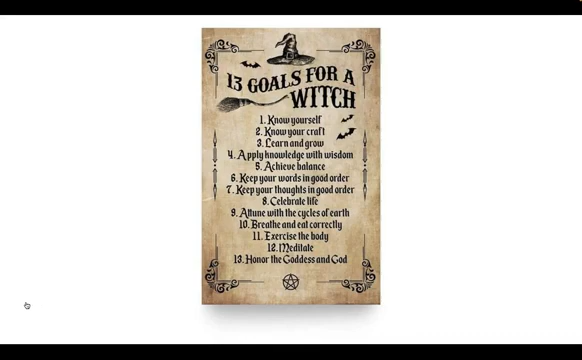 13 GOALS FOR A
WITCH
1. Know yourself
2. Know your craft
3. Learn and grow
4. Apply knowledge with wisdom
5. Achieve balance
6. Keep your words in good order
7. Keep your thoughts in good order
8. Celebrate life
9. Attune with the cycles of earth
10. Breathe and eat correctly
11. Exercise the body
12. Meditate
13. Honor the Goddess and God